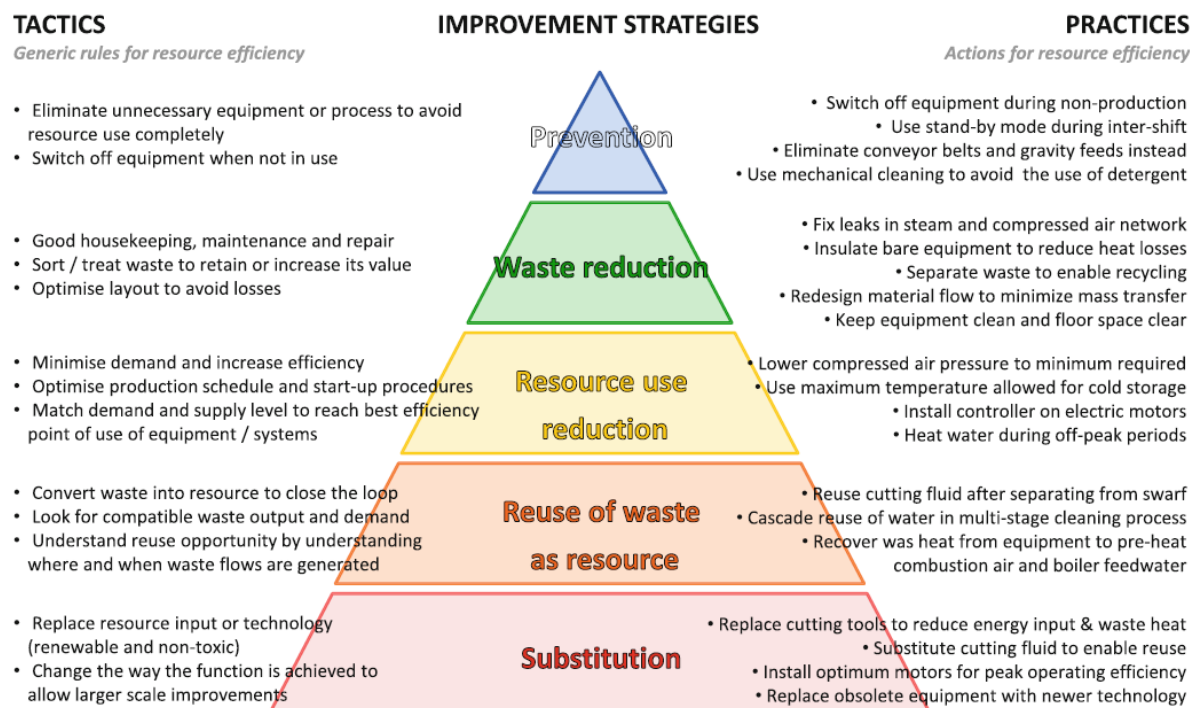 TACTICS
Generic rules for resource efficiency
IMPROVEMENT STRATEGIES
PRACTICES
Actions for resource efficiency
• Eliminate unnecessary equipment or process to avoid
resource use completely
• Switch off equipment when not in use
Prevention
• Switch off equipment during non-production
• Use stand-by mode during inter-shift
• Eliminate conveyor belts and gravity feeds instead
• Use mechanical cleaning to avoid the use of detergent
• Good housekeeping, maintenance and repair
• Sort / treat waste to retain or increase its value
• Optimise layout to avoid losses
Waste reduction
• Fix leaks in steam and compressed air network
• Insulate bare equipment to reduce heat losses
• Separate waste to enable recycling
• Redesign material flow to minimize mass transfer
• Keep equipment clean and floor space clear
• Minimise demand and increase efficiency
• Optimise production schedule and start-up procedures
• Match demand and supply level to reach best efficiency
point of use of equipment / systems
Resource use
reduction
• Lower compressed air pressure to minimum required
• Use maximum temperature allowed for cold storage
• Install controller on electric motors
• Heat water during off-peak periods
• Convert waste into resource to close the loop
• Look for compatible waste output and demand
• Understand reuse opportunity by understanding
where and when waste flows are generated
Reuse of waste
as resource
• Reuse cutting fluid after separating from swarf
• Cascade reuse of water in multi-stage cleaning process
• Recover was heat from equipment to pre-heat
combustion air and boiler feedwater
• Replace resource input or technology
(renewable and non-toxic)
• Change the way the function is achieved to
allow larger scale improvements
Substitution
• Replace cutting tools to reduce energy input & waste heat
• Substitute cutting fluid to enable reuse
• Install optimum motors for peak operating efficiency
• Replace obsolete equipment with newer technology